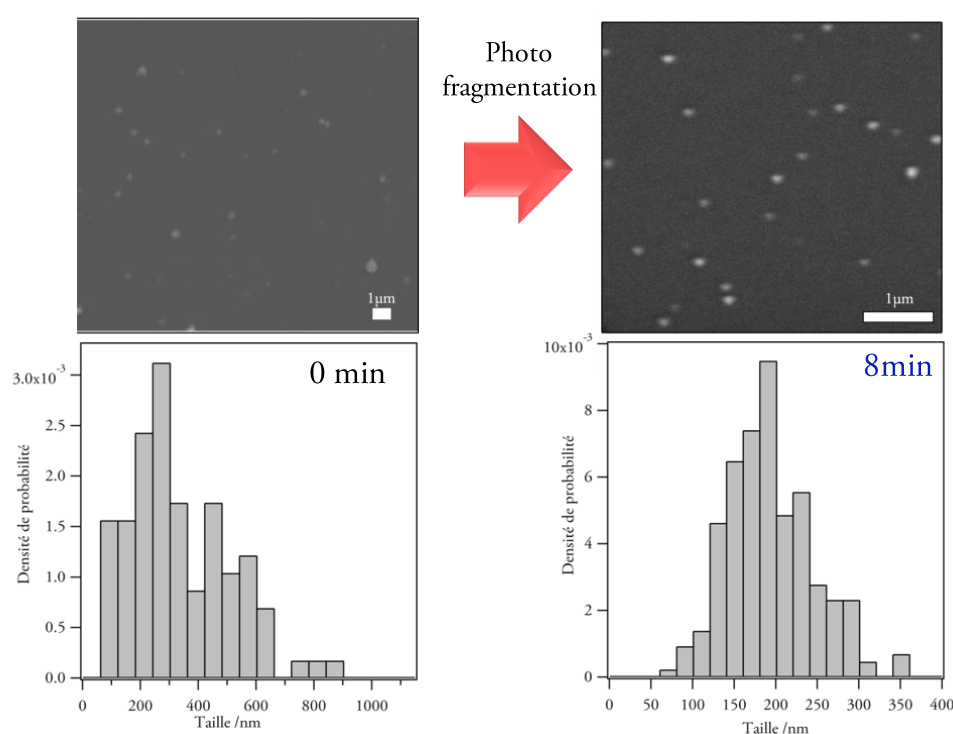 Photo
fragmentation
1μm
1μm
0 min
3.0x10-3
2.5
2.0
1.5
1.0
0.5
0.0
Densité de probabilité
0 200 400 600 800 1000
Taille /nm
8min
10x10-3
8
6
4
2
0
Densité de probabilité
0 50 100 150 200 250 300 350 400
Taille /nm